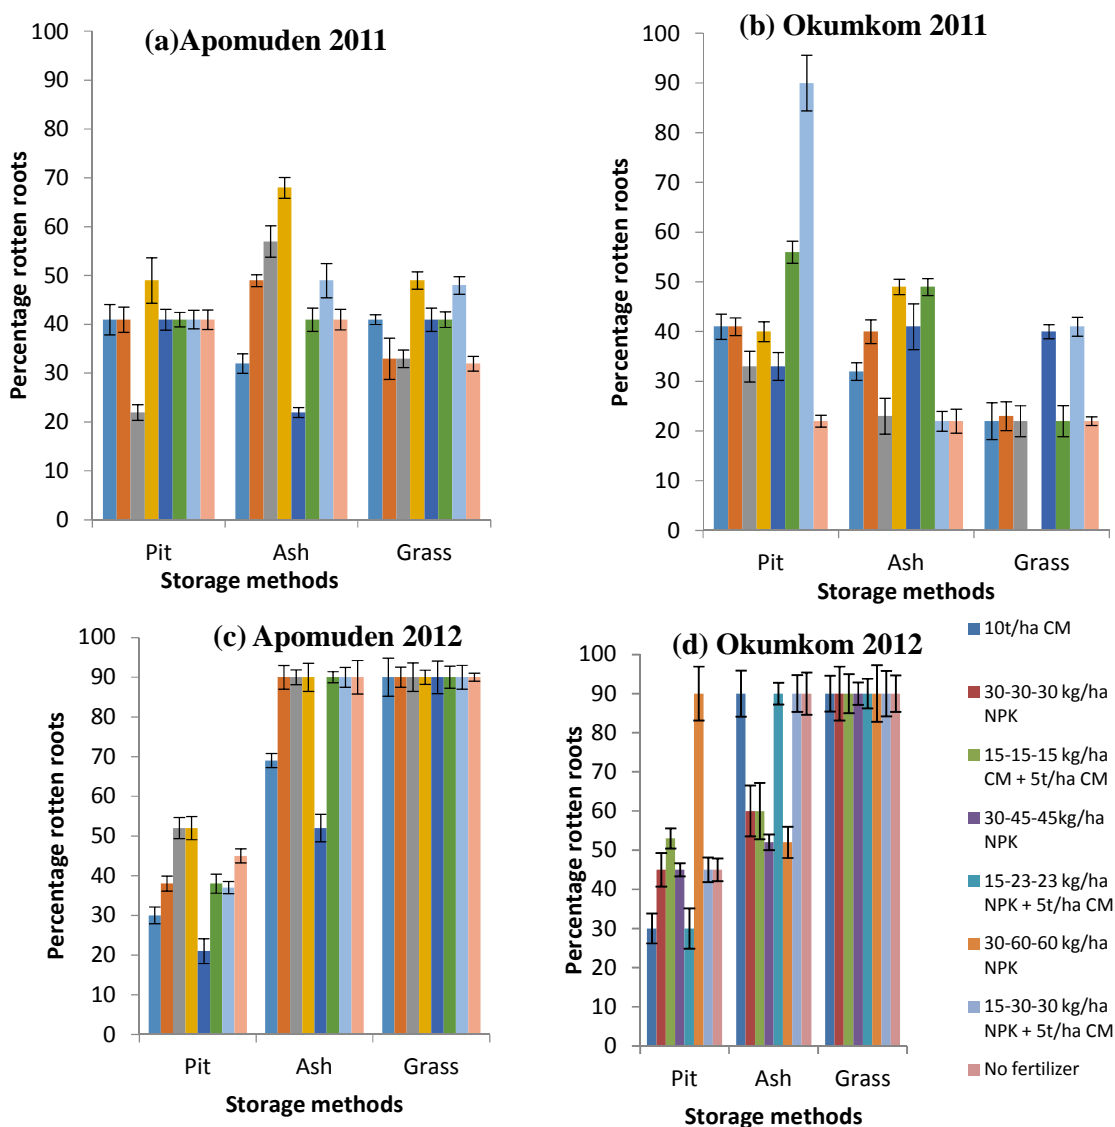 (a)Apomuden 2011
Percentage rotten roots
100
90
80
70
60
50
40
30
20
10
0
Pit Ash Grass
Storage methods
(b) Okumkom 2011
Percentage rotten roots
100
90
80
70
60
50
40
30
20
10
0
Pit Ash Grass
Storage methods
(c) Apomuden 2012
Percentage rotten roots
100
90
80
70
60
50
40
30
20
10
0
Pit Ash Grass
Storage methods
(d) Okumkom 2012
Percentage rotten roots
100
90
80
70
60
50
40
30
20
10
0
Pit Ash Grass
Storage methods
10t/ha CM
30-30-30 kg/ha
NPK
15-15-15 kg/ha
CM + 5t/ha CM
30-45-45kg/ha
NPK
15-23-23 kg/ha
NPK + 5t/ha CM
30-60-60 kg/ha
NPK
15-30-30 kg/ha
NPK + 5t/ha CM
No fertilizer